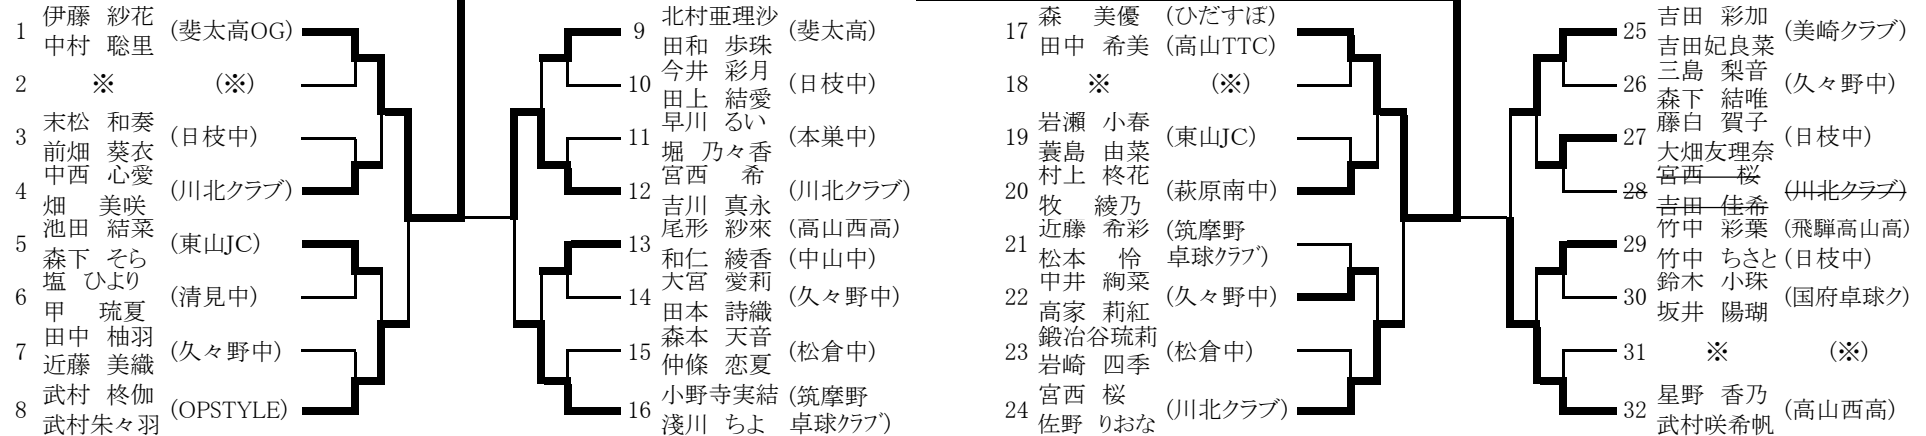 1 伊藤 紗花 (斐太高OG)
中村 聡里
2 ※ (※)
3 末松 和奏 (日枝中)
前畑 葵衣
4 中西 心愛 (川北クラブ)
畑 美咲
5 池田 結菜 (東山JC)
森下 そら
6 塩 ひより (清見中)
甲 琉夏
7 田中 柚羽 (久々野中)
近藤 美織
8 武村 柊伽 (OPSTYLE)
武村朱々羽
9 北村亜理沙 (斐太高)
田和 歩珠
10 今井 彩月 (日枝中)
田上 結愛
11 早川 るい (本巣中)
堀 乃々香
12 宮西 希 (川北クラブ)
吉川 真永
13 尾形 紗來 (高山西高)
和仁 綾香 (中山中)
14 大宮 愛莉 (久々野中)
田本 詩織
15 森本 天音 (松倉中)
仲條 恋夏
16 小野寺実結 (筑摩野
淺川 ちよ 卓球クラブ)
17 森 美優 (ひだすぽ)
田中 希美 (高山TTC)
18 ※ (※)
19 岩瀬 小春 (東山JC)
蓑島 由菜
20 村上 柊花 (萩原南中)
牧 綾乃
21 近藤 希彩 (筑摩野
松本 怜 卓球クラブ)
22 中井 絢菜 (久々野中)
高家 莉紅
23 鍛冶谷琉莉 (松倉中)
岩崎 四季
24 宮西 桜 (川北クラブ)
佐野 りおな
25 吉田 彩加 (美崎クラブ)
吉田妃良菜
26 三島 梨音 (久々野中)
森下 結唯
27 藤白 賀子 (日枝中)
大畑友理奈
28 宮西 桜 (川北クラブ)
吉田 佳希
29 竹中 彩葉 (飛騨高山高)
竹中 ちさと (日枝中)
30 鈴木 小珠 (国府卓球ク)
坂井 陽瑚
31 ※ (※)
32 星野 香乃 (高山西高)
武村咲希帆